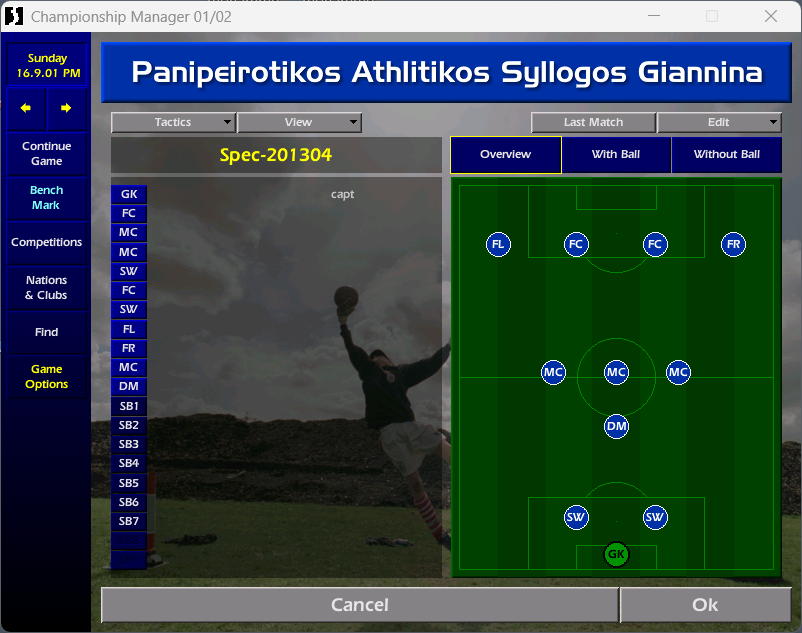 Championship Manager 01/02
Sunday
16.9.01 PM
Continue
Game
Bench
Mark
Competitions
Nations
& Clubs
Find
Game
Options
Panipeirotikos Athlitikos Syllogos Giannina
Tactics
View
Last Match
Edit
Spec-201304
Overview
With Ball
Without Ball
GK
capt
FC
MC
MC
SW
FC
SW
FL
FR
MC
DM
SB1
SB2
SB3
SB4
SB5
SB6
SB7
FL
FC
FC
FR
MC
MC
MC
DM
SW
SW
GK
Cancel
Ok